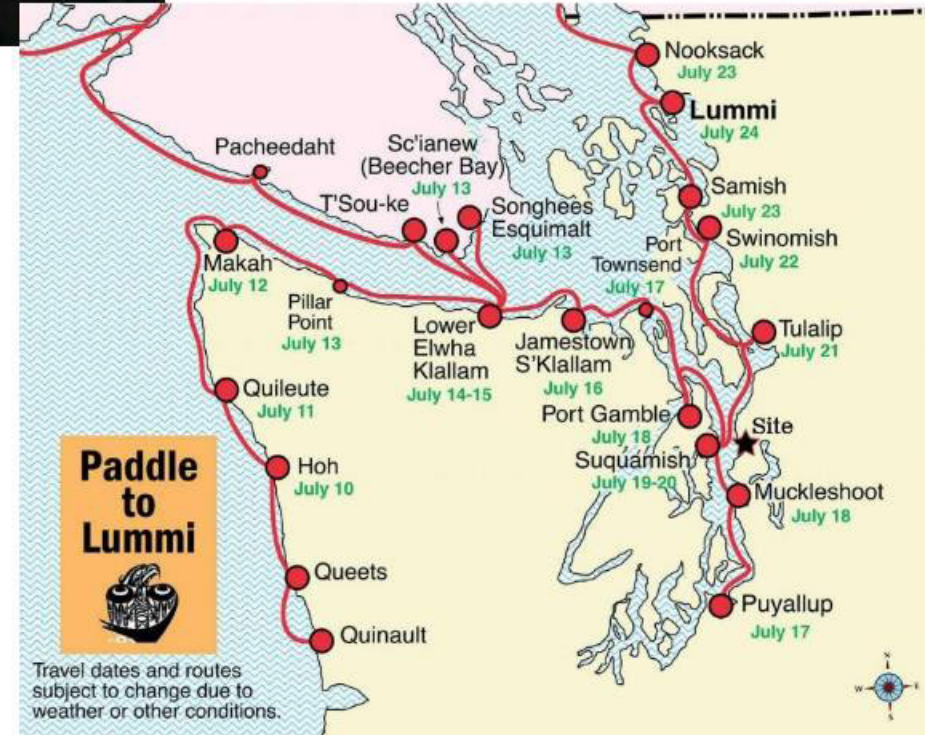 Nooksack
July 23
Lummi
July 24
Pacheedaht
Sc'ianew
(Beecher Bay)
July 13
T'Sou-ke
Songhees
Esquimalt
July 13
Samish
July 23
Swinomish
July 22
Port
Townsend
July 17
Makah
July 12
Pillar
Point
July 13
Lower
Elwha
Klallam
July 14-15
Jamestown
S'Klallam
July 16
Tulalip
July 21
Quileute
July 11
Port Gamble
July 18
Site
Suquamish
July 19-20
Hoh
July 10
Muckleshoot
July 18
Paddle
to
Lummi
Queets
Quinault
Puyallup
July 17
Travel dates and routes
subject to change due to
weather or other conditions.
N
W
E
S